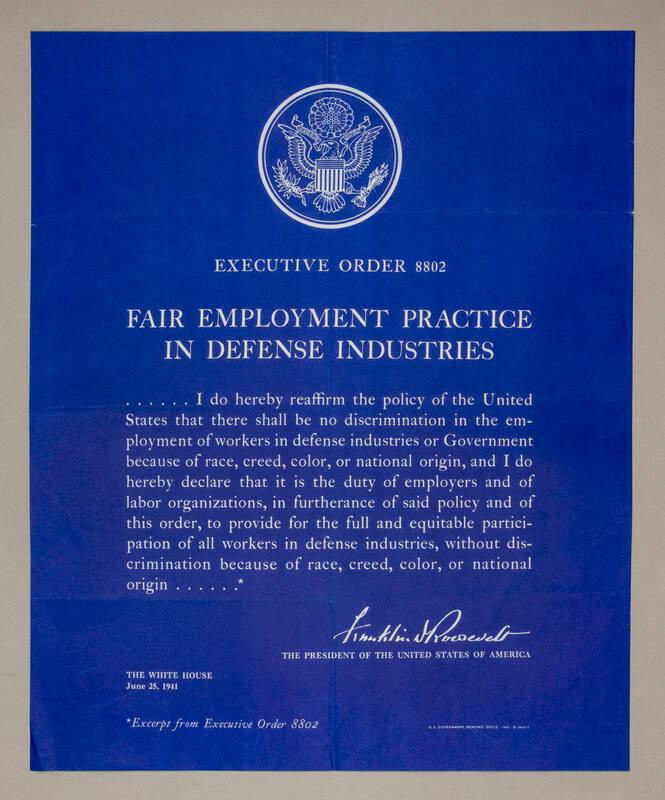 EXECUTIVE ORDER 8802
FAIR EMPLOYMENT PRACTICE
IN DEFENSE INDUSTRIES
. . . . . . I do hereby reaffirm the policy of the United
States that there shall be no discrimination in the em-
ployment of workers in defense industries or Government
because of race, creed, color, or national origin, and I do
hereby declare that it is the duty of employers and of
labor organizations, in furtherance of said policy and of
this order, to provide for the full and equitable partici-
pation of all workers in defense industries, without dis-
crimination because of race, creed, color, or national
origin . . . . . .*
Franklin D Roosevelt
THE PRESIDENT OF THE UNITED STATES OF AMERICA
THE WHITE HOUSE
June 25, 1941
*Excerpt from Executive Order 8802
U. S. GOVERNMENT PRINTING OFFICE